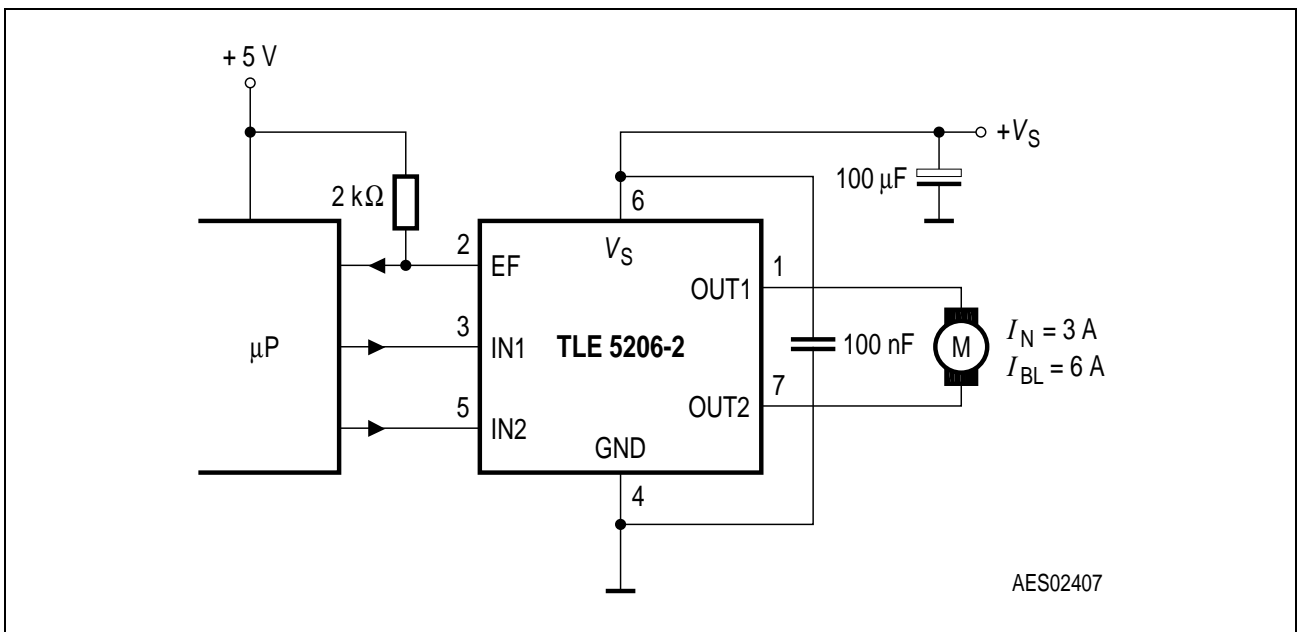 + 5 V
+VS
100 µF
2 kΩ
6
2
EF
VS
1
OUT1
3
µP
IN1
TLE 5206-2
100 nF
M
IN = 3 A
IBL = 6 A
7
5
OUT2
IN2
GND
4
AES02407